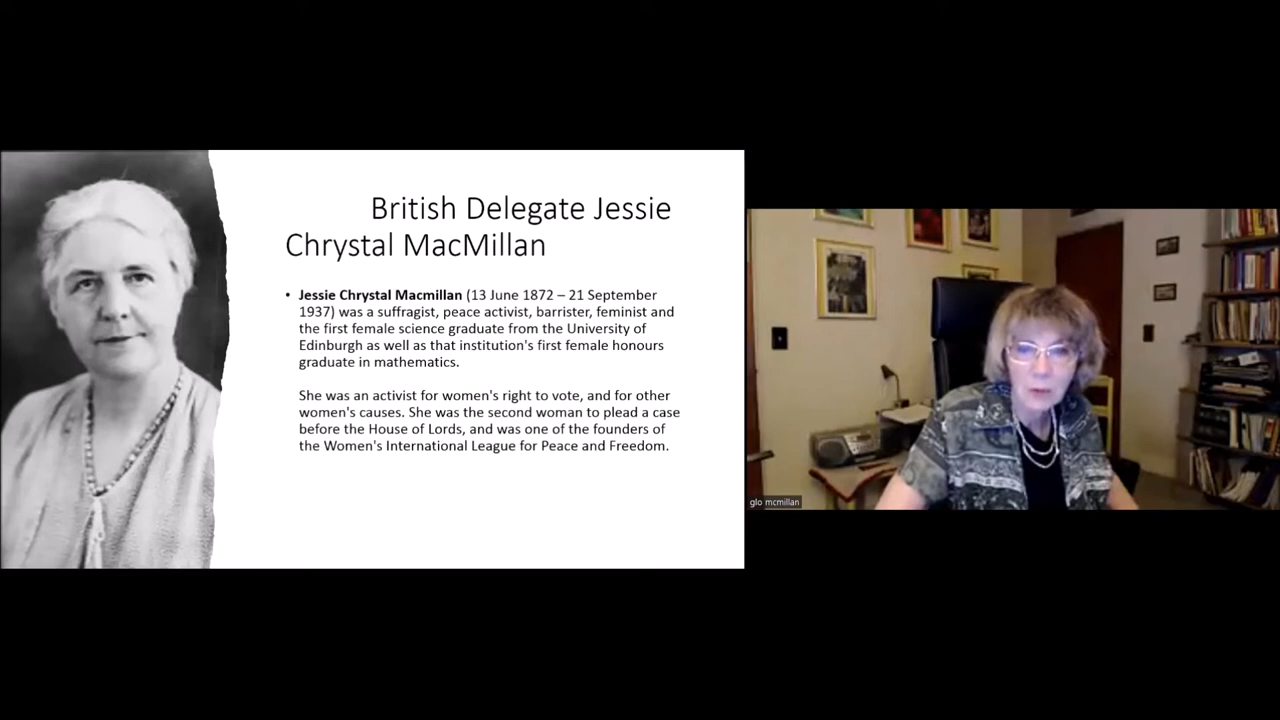 British Delegate Jessie
Chrystal MacMillan
• Jessie Chrystal Macmillan (13 June 1872 – 21 September
1937) was a suffragist, peace activist, barrister, feminist and
the first female science graduate from the University of
Edinburgh as well as that institution's first female honours
graduate in mathematics.
She was an activist for women's right to vote, and for other
women's causes. She was the second woman to plead a case
before the House of Lords, and was one of the founders of
the Women's International League for Peace and Freedom.
glo mcmillan